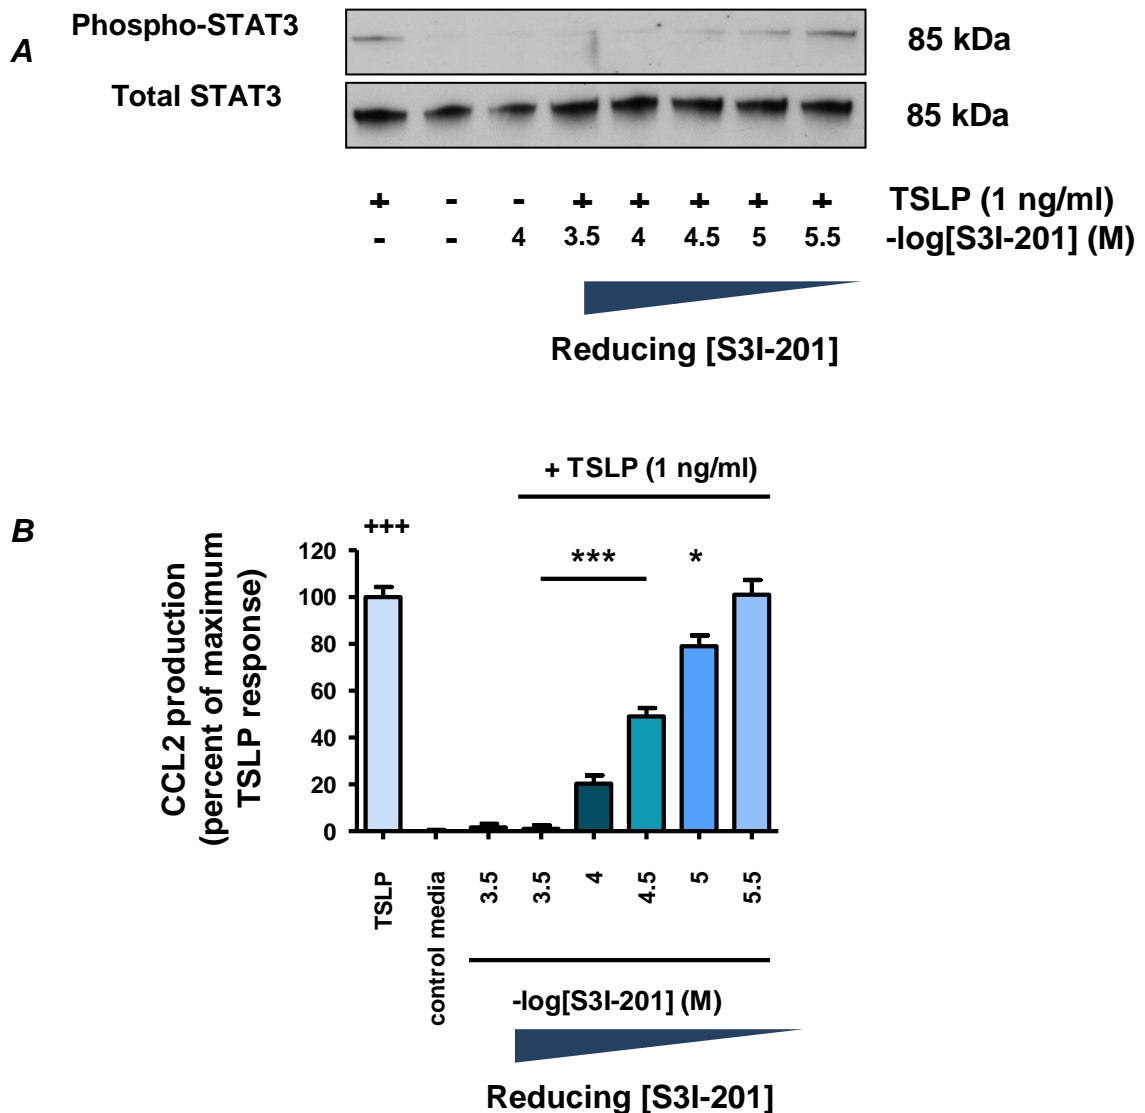 A
Phospho-STAT3
85 kDa
Total STAT3
85 kDa
+ - - + + + + + TSLP (1 ng/ml)
- - 4 3.5 4 4.5 5 5.5 -log[S3I-201] (M)
Reducing [S3I-201]
+ TSLP (1 ng/ml)
B
+++
*** *
CCL2 production
(percent of maximum
TSLP response)
120
100
80
60
40
20
0
TSLP
control media
3.5
3.5
4
4.5
5
5.5
-log[S3I-201] (M)
Reducing [S3I-201]